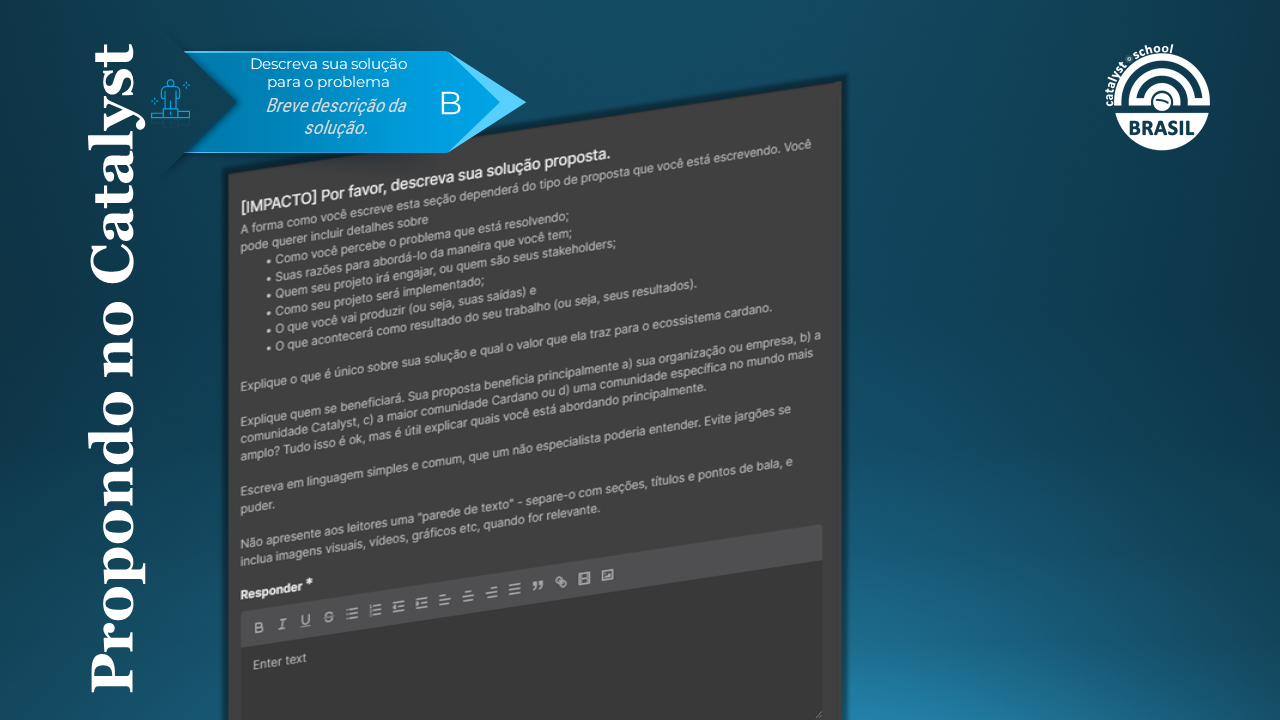 Propondo no Catalyst
Descreva sua solução
para o problema
Breve descrição da
solução.
B
catalyst school
BRASIL
[IMPACTO] Por favor, descreva sua solução proposta.
A forma como você escreve esta seção dependerá do tipo de proposta que você está escrevendo. Você
pode querer incluir detalhes sobre
• Como você percebe o problema que está resolvendo;
• Suas razões para abordá-lo da maneira que você tem;
• Quem seu projeto irá engajar, ou quem são seus stakeholders;
• Como seu projeto será implementado;
• O que você vai produzir (ou seja, suas saídas) e
• O que acontecerá como resultado do seu trabalho (ou seja, seus resultados).
Explique o que é único sobre sua solução e qual o valor que ela traz para o ecossistema cardano.
Explique quem se beneficiará. Sua proposta beneficia principalmente a) sua organização ou empresa, b) a
comunidade Catalyst, c) a maior comunidade Cardano ou d) uma comunidade específica no mundo mais
amplo? Tudo isso é ok, mas é útil explicar quais você está abordando principalmente.
Escreva em linguagem simples e comum, que um não especialista poderia entender. Evite jargões se
puder.
Não apresente aos leitores uma "parede de texto" - separe-o com seções, títulos e pontos de bala, e
inclua imagens visuais, vídeos, gráficos etc, quando for relevante.
Responder *
B I U S
Enter text